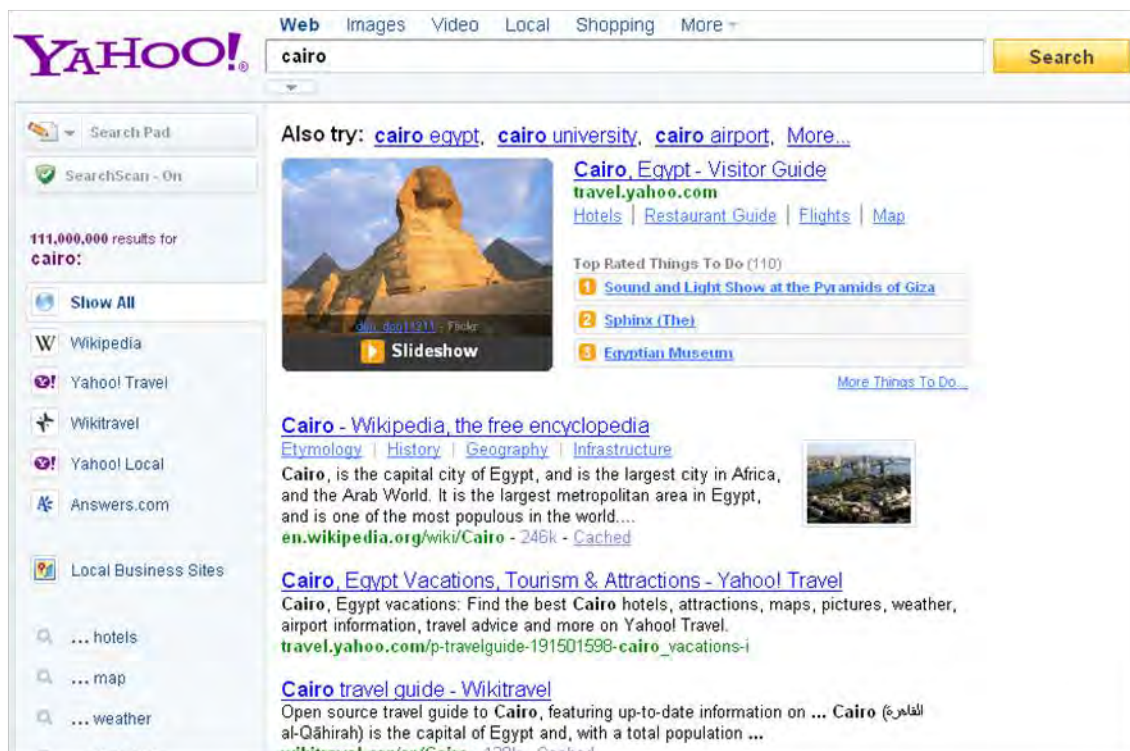 Web Images Video Local Shopping More
YAHOO!®
cairo
Search
Search Pad
SearchScan - On
111,000,000 results for
cairo:
Show All
Wikipedia
Yahoo! Travel
Wikitravel
Yahoo! Local
Answers.com
Local Business Sites
... hotels
... map
... weather
Also try: cairo egypt, cairo university, cairo airport, More...
Flickr
Slideshow
Cairo, Egypt - Visitor Guide
travel.yahoo.com
Hotels | Restaurant Guide | Flights | Map
Top Rated Things To Do (110)
1 Sound and Light Show at the Pyramids of Giza
2 Sphinx (The)
3 Egyptian Museum
More Things To Do...
Cairo - Wikipedia, the free encyclopedia
Etymology | History | Geography | Infrastructure
Cairo, is the capital city of Egypt, and is the largest city in Africa,
and the Arab World. It is the largest metropolitan area in Egypt,
and is one of the most populous in the world....
en.wikipedia.org/wiki/Cairo - 246k - Cached
Cairo, Egypt Vacations, Tourism & Attractions - Yahoo! Travel
Cairo, Egypt vacations: Find the best Cairo hotels, attractions, maps, pictures, weather,
airport information, travel advice and more on Yahoo! Travel.
travel.yahoo.com/p-travelguide-191501598-cairo_vacations-i
Cairo travel guide - Wikitravel
Open source travel guide to Cairo, featuring up-to-date information on ... Cairo (القاهرة
al-Qāhirah) is the capital of Egypt and, with a total population ...